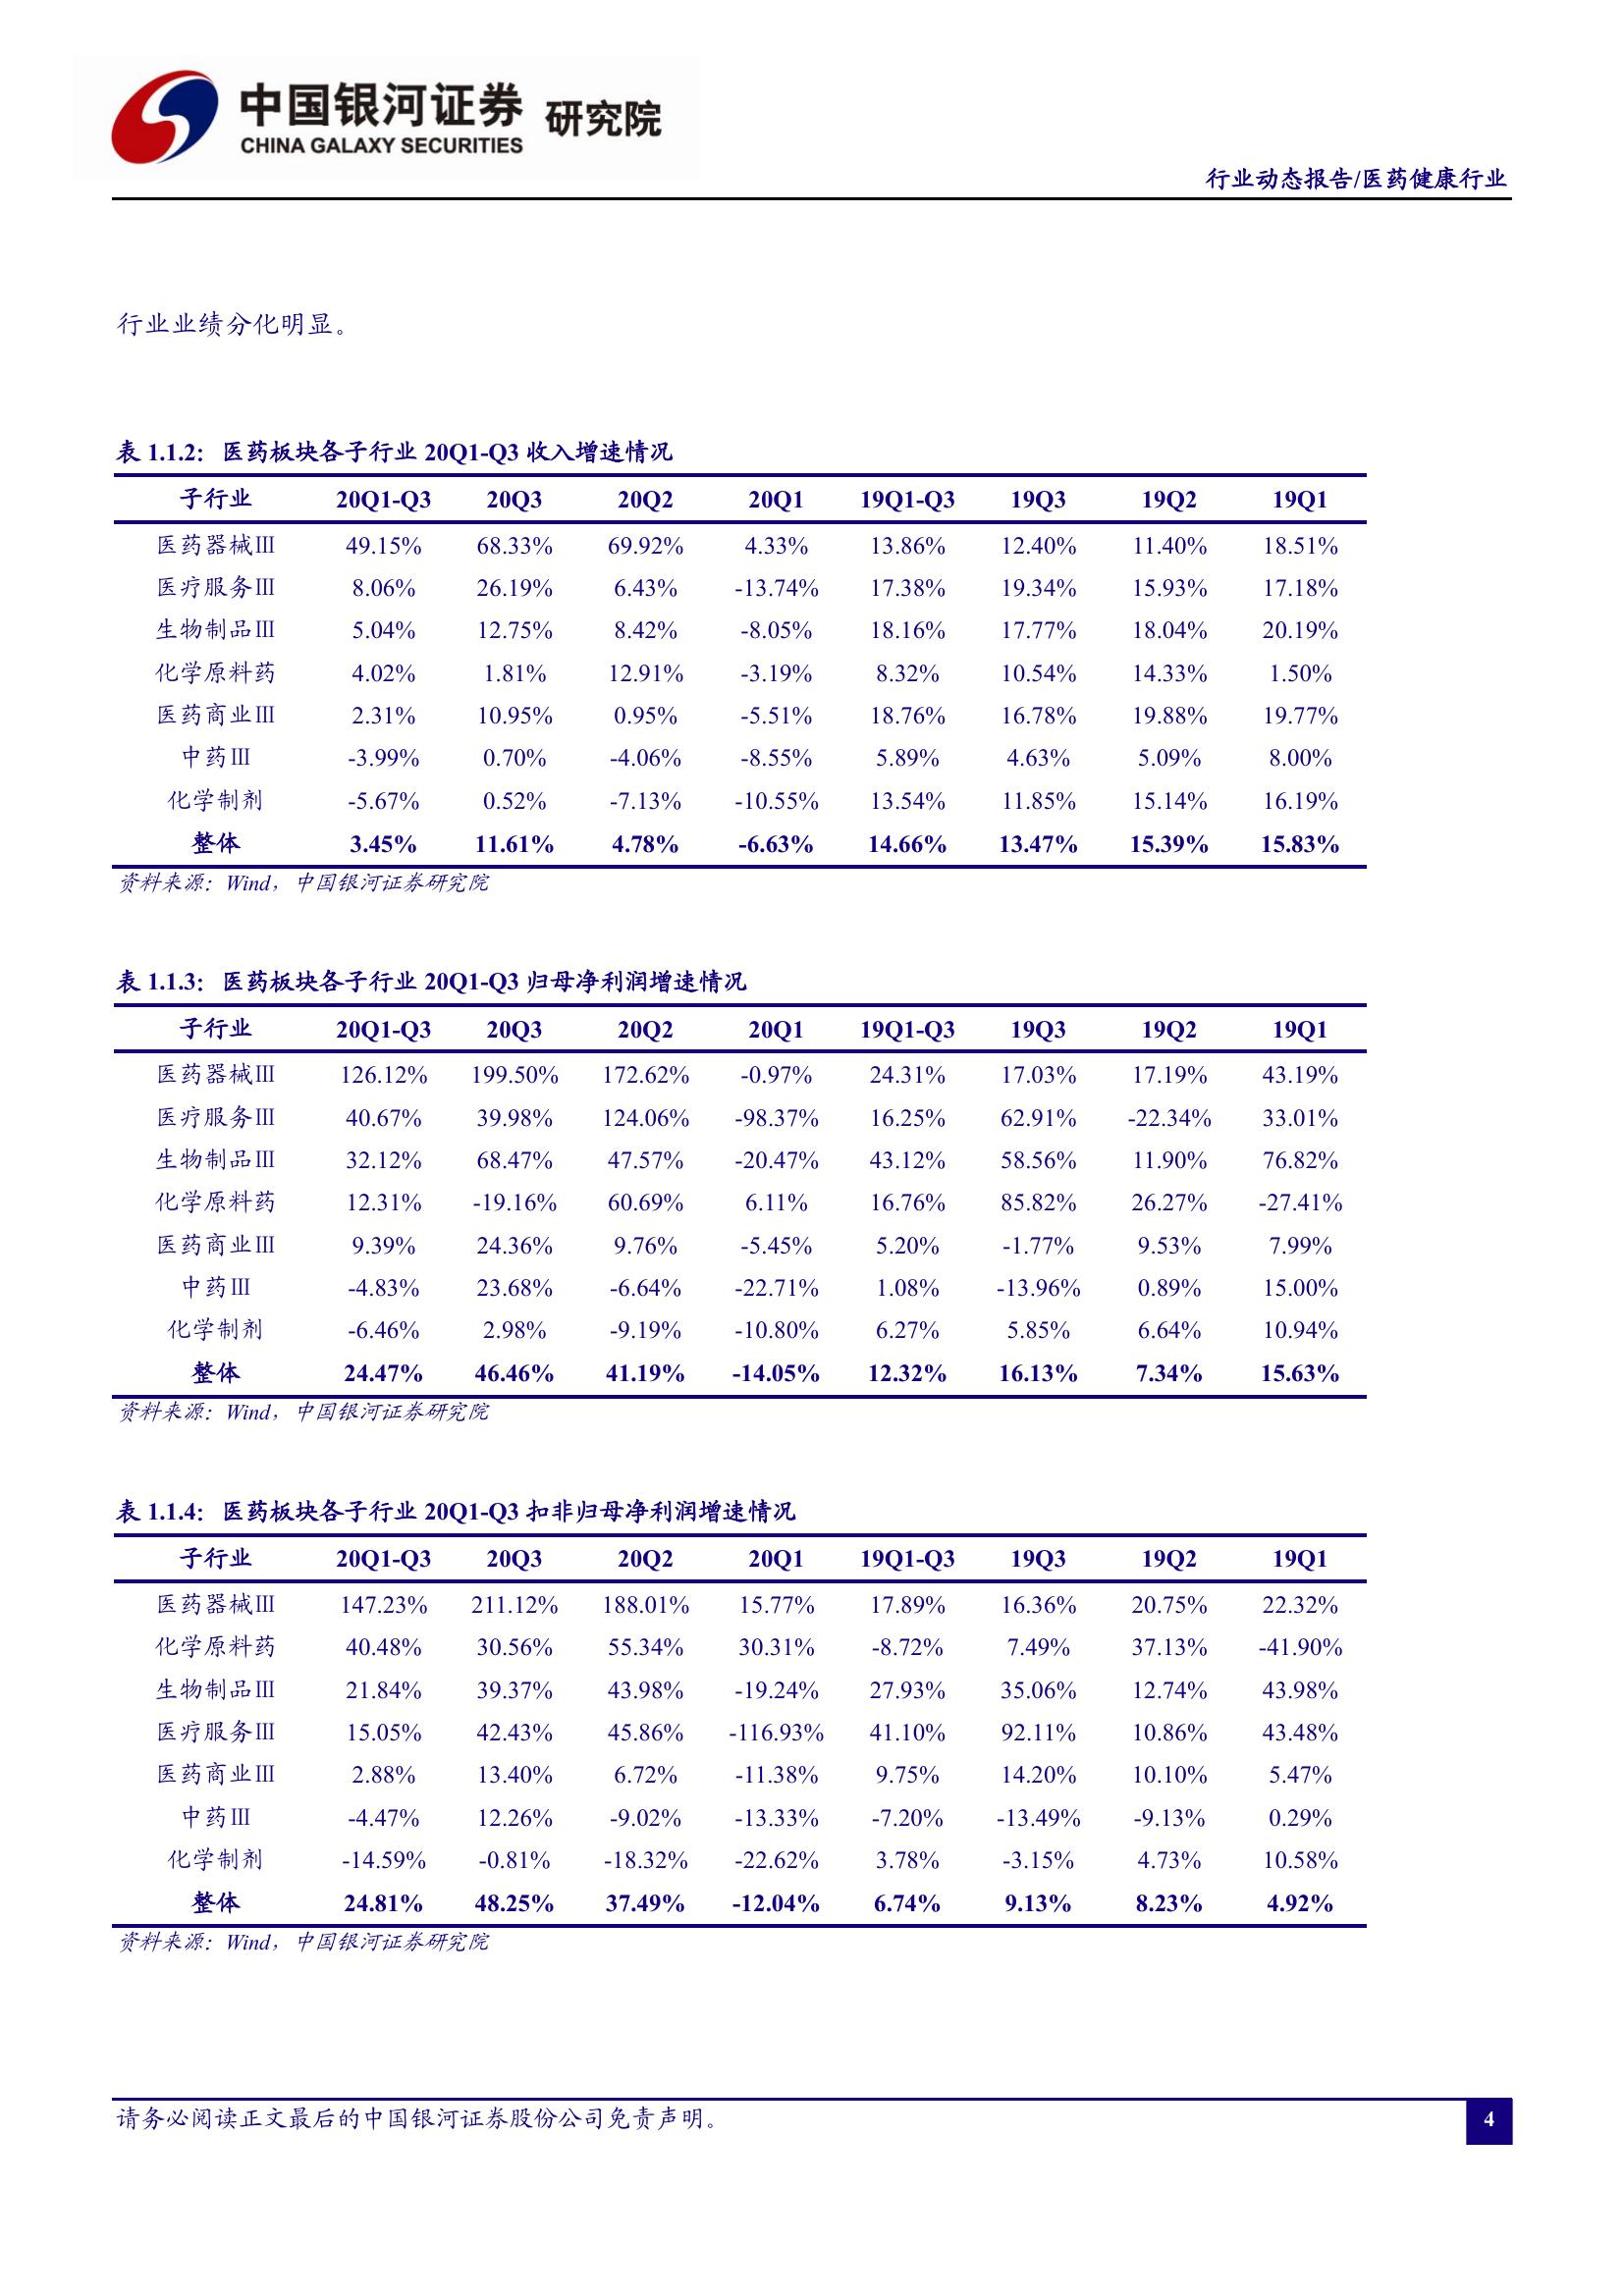 中国银河证券 研究院
CHINA GALAXY SECURITIES
行业动态报告/医药健康行业
行业业绩分化明显。
表 1.1.2：医药板块各子行业 20Q1-Q3 收入增速情况
子行业 20Q1-Q3 20Q3 20Q2 20Q1 19Q1-Q3 19Q3 19Q2 19Q1
医药器械Ⅲ 49.15% 68.33% 69.92% 4.33% 13.86% 12.40% 11.40% 18.51%
医疗服务Ⅲ 8.06% 26.19% 6.43% -13.74% 17.38% 19.34% 15.93% 17.18%
生物制品Ⅲ 5.04% 12.75% 8.42% -8.05% 18.16% 17.77% 18.04% 20.19%
化学原料药 4.02% 1.81% 12.91% -3.19% 8.32% 10.54% 14.33% 1.50%
医药商业Ⅲ 2.31% 10.95% 0.95% -5.51% 18.76% 16.78% 19.88% 19.77%
中药Ⅲ -3.99% 0.70% -4.06% -8.55% 5.89% 4.63% 5.09% 8.00%
化学制剂 -5.67% 0.52% -7.13% -10.55% 13.54% 11.85% 15.14% 16.19%
整体 3.45% 11.61% 4.78% -6.63% 14.66% 13.47% 15.39% 15.83%
资料来源：Wind，中国银河证券研究院
表 1.1.3：医药板块各子行业 20Q1-Q3 归母净利润增速情况
子行业 20Q1-Q3 20Q3 20Q2 20Q1 19Q1-Q3 19Q3 19Q2 19Q1
医药器械Ⅲ 126.12% 199.50% 172.62% -0.97% 24.31% 17.03% 17.19% 43.19%
医疗服务Ⅲ 40.67% 39.98% 124.06% -98.37% 16.25% 62.91% -22.34% 33.01%
生物制品Ⅲ 32.12% 68.47% 47.57% -20.47% 43.12% 58.56% 11.90% 76.82%
化学原料药 12.31% -19.16% 60.69% 6.11% 16.76% 85.82% 26.27% -27.41%
医药商业Ⅲ 9.39% 24.36% 9.76% -5.45% 5.20% -1.77% 9.53% 7.99%
中药Ⅲ -4.83% 23.68% -6.64% -22.71% 1.08% -13.96% 0.89% 15.00%
化学制剂 -6.46% 2.98% -9.19% -10.80% 6.27% 5.85% 6.64% 10.94%
整体 24.47% 46.46% 41.19% -14.05% 12.32% 16.13% 7.34% 15.63%
资料来源：Wind，中国银河证券研究院
表 1.1.4：医药板块各子行业 20Q1-Q3 扣非归母净利润增速情况
子行业 20Q1-Q3 20Q3 20Q2 20Q1 19Q1-Q3 19Q3 19Q2 19Q1
医药器械Ⅲ 147.23% 211.12% 188.01% 15.77% 17.89% 16.36% 20.75% 22.32%
化学原料药 40.48% 30.56% 55.34% 30.31% -8.72% 7.49% 37.13% -41.90%
生物制品Ⅲ 21.84% 39.37% 43.98% -19.24% 27.93% 35.06% 12.74% 43.98%
医疗服务Ⅲ 15.05% 42.43% 45.86% -116.93% 41.10% 92.11% 10.86% 43.48%
医药商业Ⅲ 2.88% 13.40% 6.72% -11.38% 9.75% 14.20% 10.10% 5.47%
中药Ⅲ -4.47% 12.26% -9.02% -13.33% -7.20% -13.49% -9.13% 0.29%
化学制剂 -14.59% -0.81% -18.32% -22.62% 3.78% -3.15% 4.73% 10.58%
整体 24.81% 48.25% 37.49% -12.04% 6.74% 9.13% 8.23% 4.92%
资料来源：Wind，中国银河证券研究院
请务必阅读正文最后的中国银河证券股份公司免责声明。
4